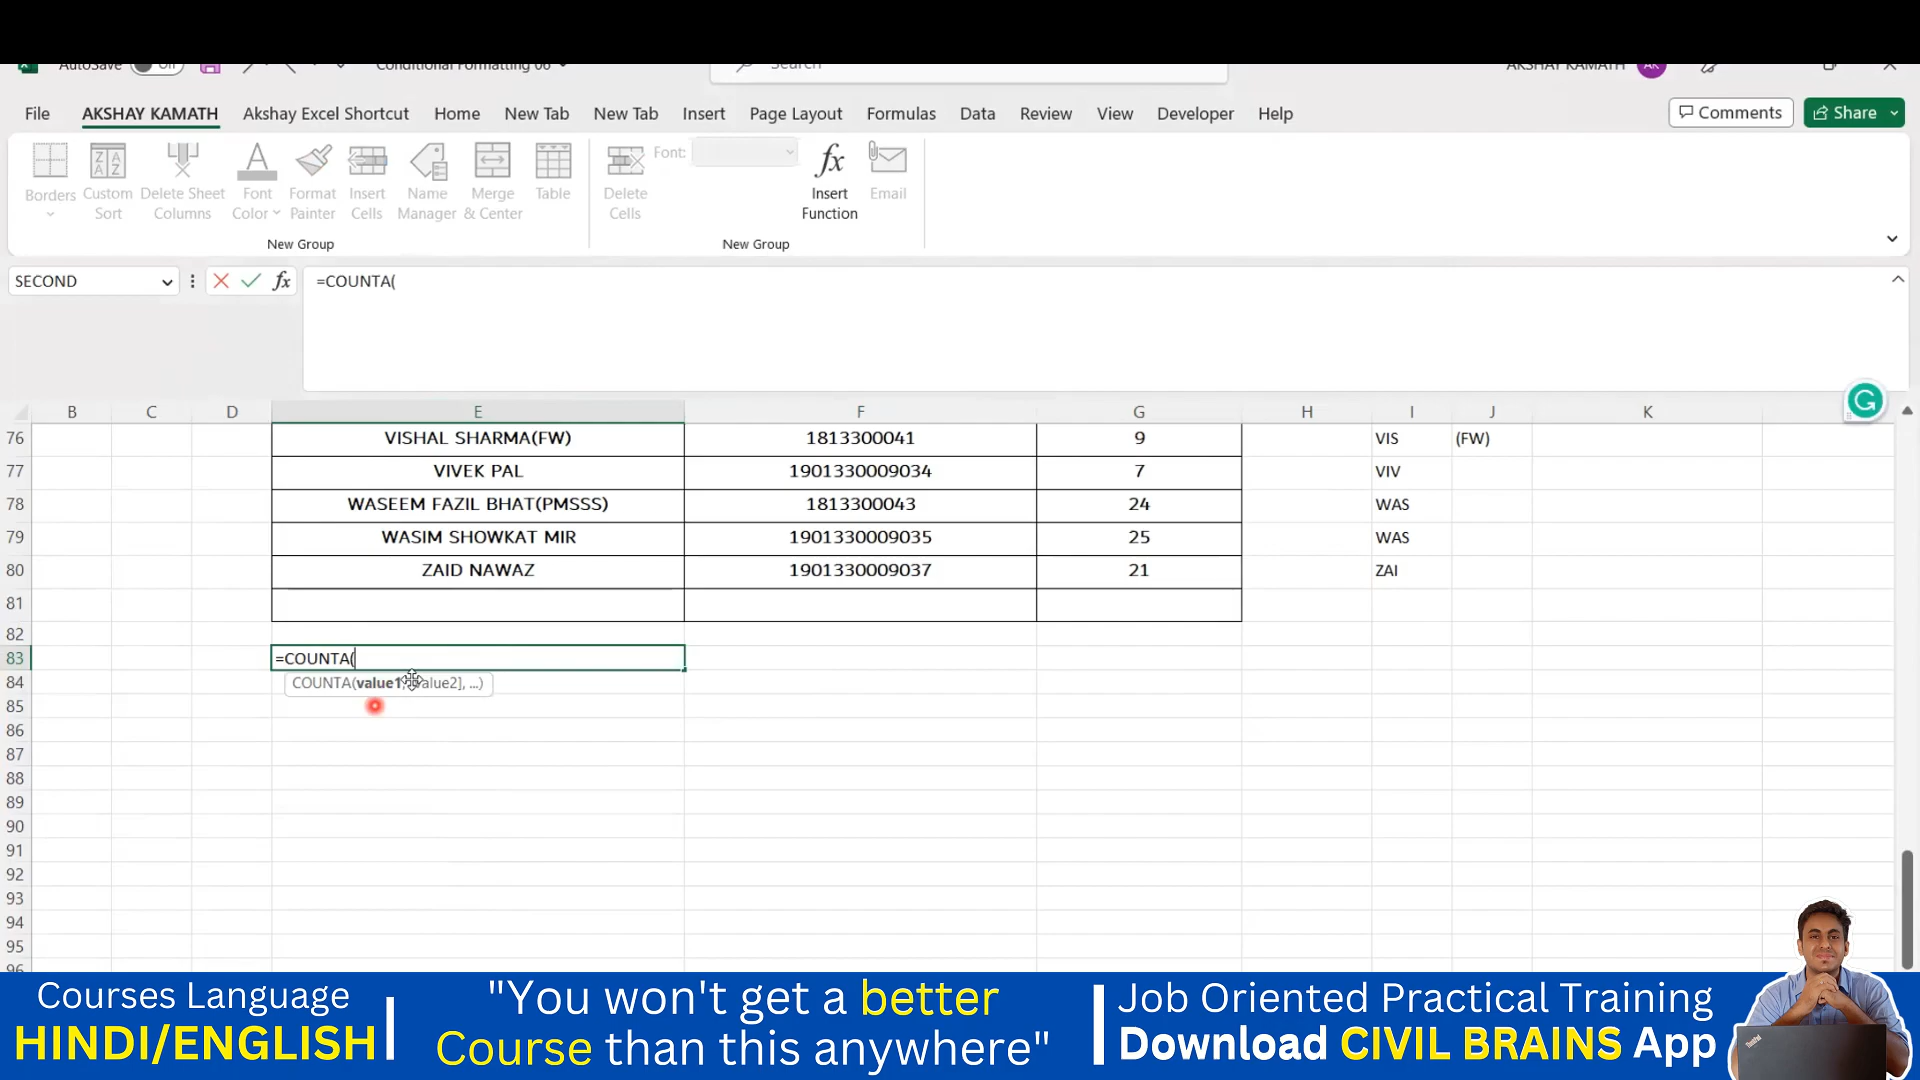 AutoSave Off Conditional Formatting 06 Search AKSHAY KAMATH AK
File AKSHAY KAMATH Akshay Excel Shortcut Home New Tab New Tab Insert Page Layout Formulas Data Review View Developer Help Comments Share
Borders Custom Sort Delete Sheet Columns Font Color Format Painter Insert Cells Name Manager Merge & Center Table Delete Cells Font: Insert Function Email
New Group New Group
SECOND fx =COUNTA(
B C D E F G H I J K
76 VISHAL SHARMA(FW) 1813300041 9 VIS (FW)
77 VIVEK PAL 1901330009034 7 VIV
78 WASEEM FAZIL BHAT(PMSSS) 1813300043 24 WAS
79 WASIM SHOWKAT MIR 1901330009035 25 WAS
80 ZAID NAWAZ 1901330009037 21 ZAI
81
82
83 =COUNTA(
84 COUNTA(value1, [value2], ...)
85
86
87
88
89
90
91
92
93
94
95
96
Courses Language
HINDI/ENGLISH
"You won't get a better
Course than this anywhere"
Job Oriented Practical Training
Download CIVIL BRAINS App